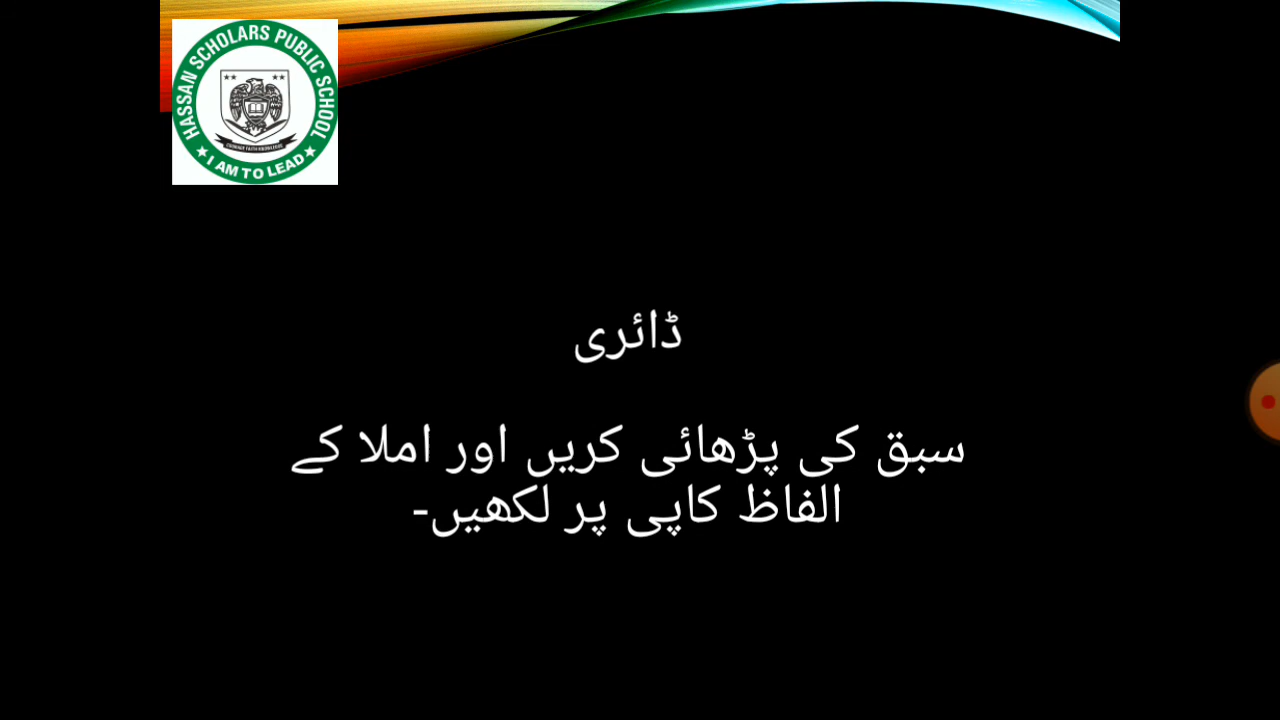 HASSAN SCHOLARS PUBLIC SCHOOL
I AM TO LEAD
ڈائری
سبق کی پڑھائی کریں اور املا کے
الفاظ کاپی پر لکھیں-